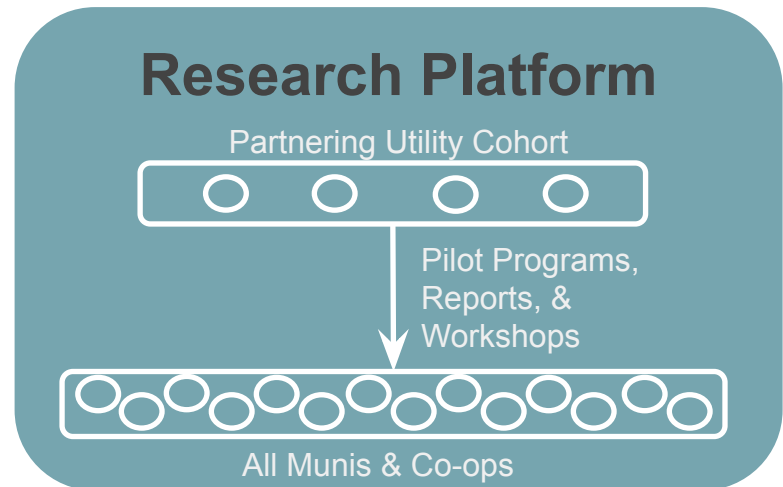 Research Platform
Partnering Utility Cohort
Pilot Programs,
Reports, &
Workshops
All Munis & Co-ops